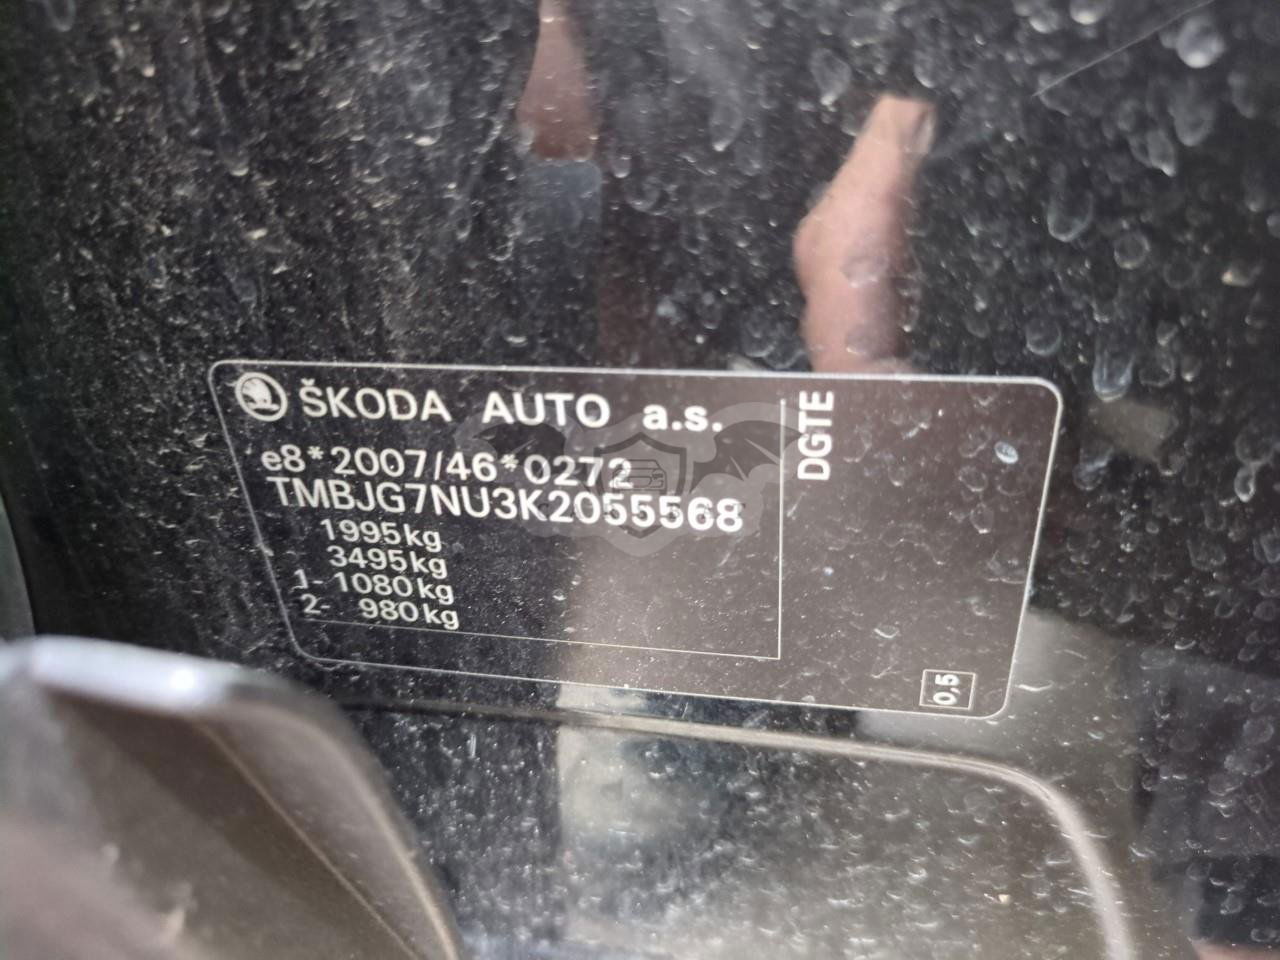 ŠKODA AUTO a.s.
e8*2007/46*0272
TMBJG7NU3K2055568
1995kg
3495kg
1- 1080kg
2- 980kg
DGTE
0,5